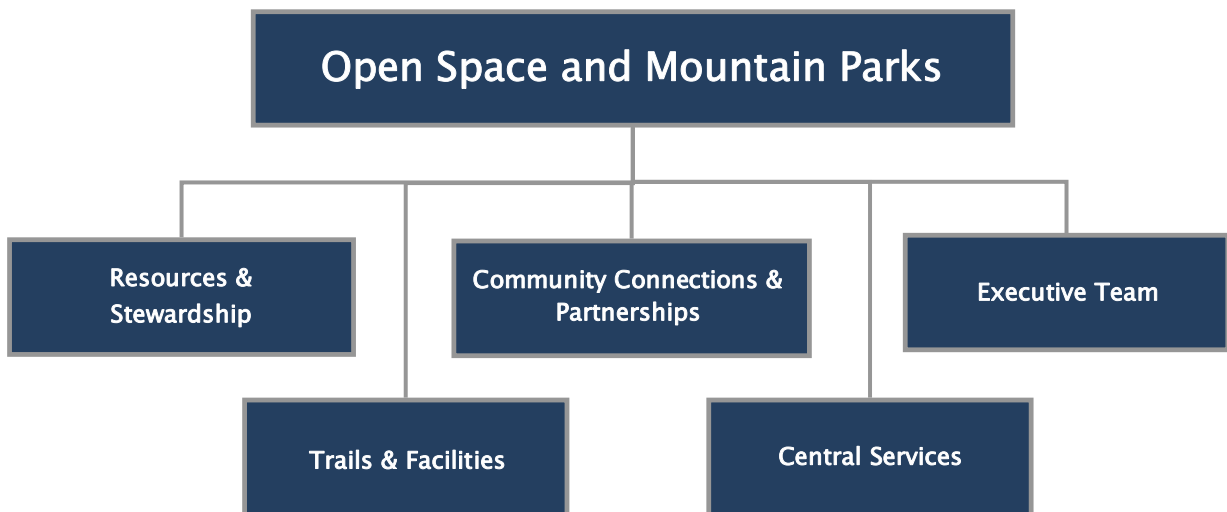 Open Space and Mountain Parks
Resources &
Stewardship
Community Connections &
Partnerships
Executive Team
Trails & Facilities
Central Services